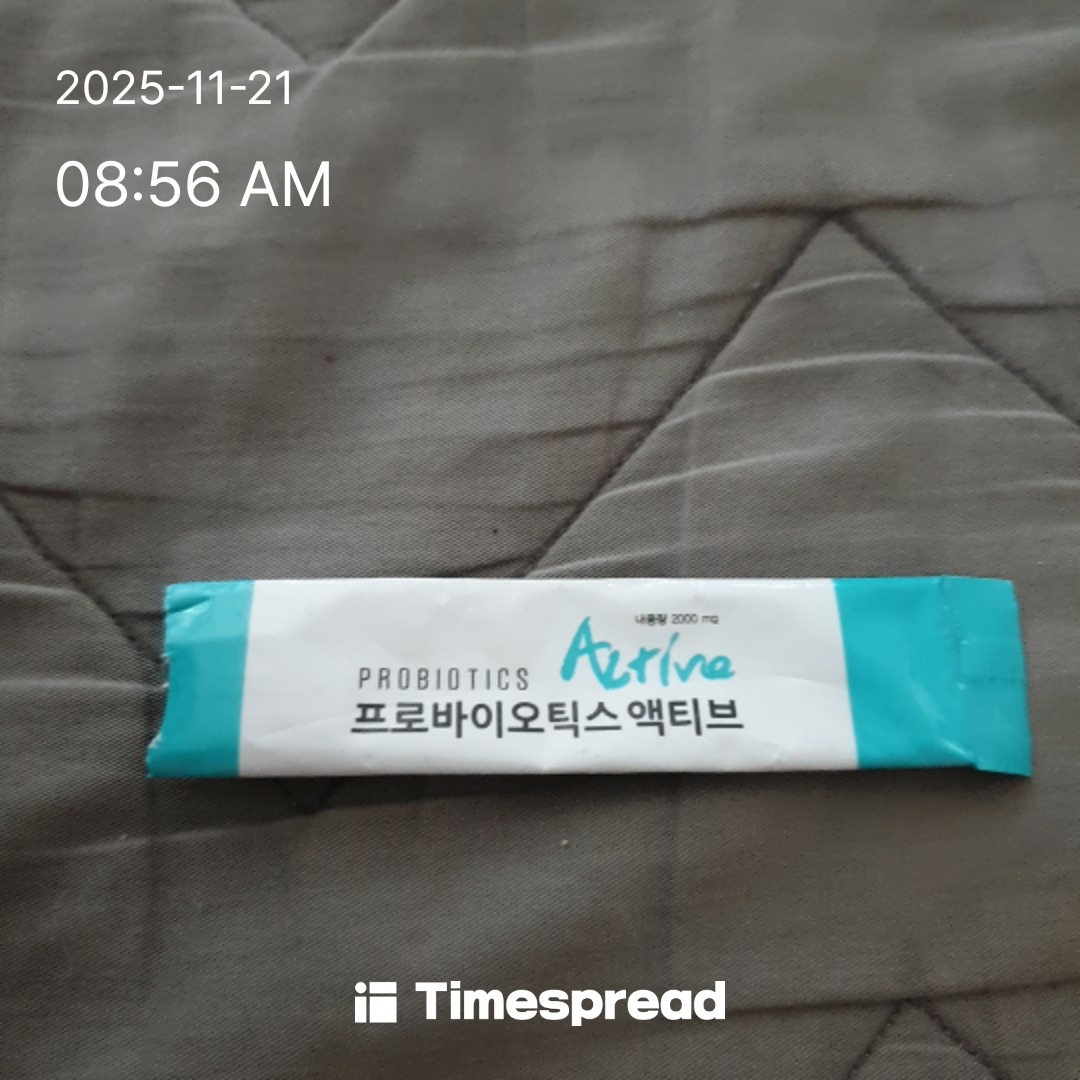 2025-11-21
08:56 AM
내용량 2000 mg
PROBIOTICS Active
프로바이오틱스 액티브
Timespread